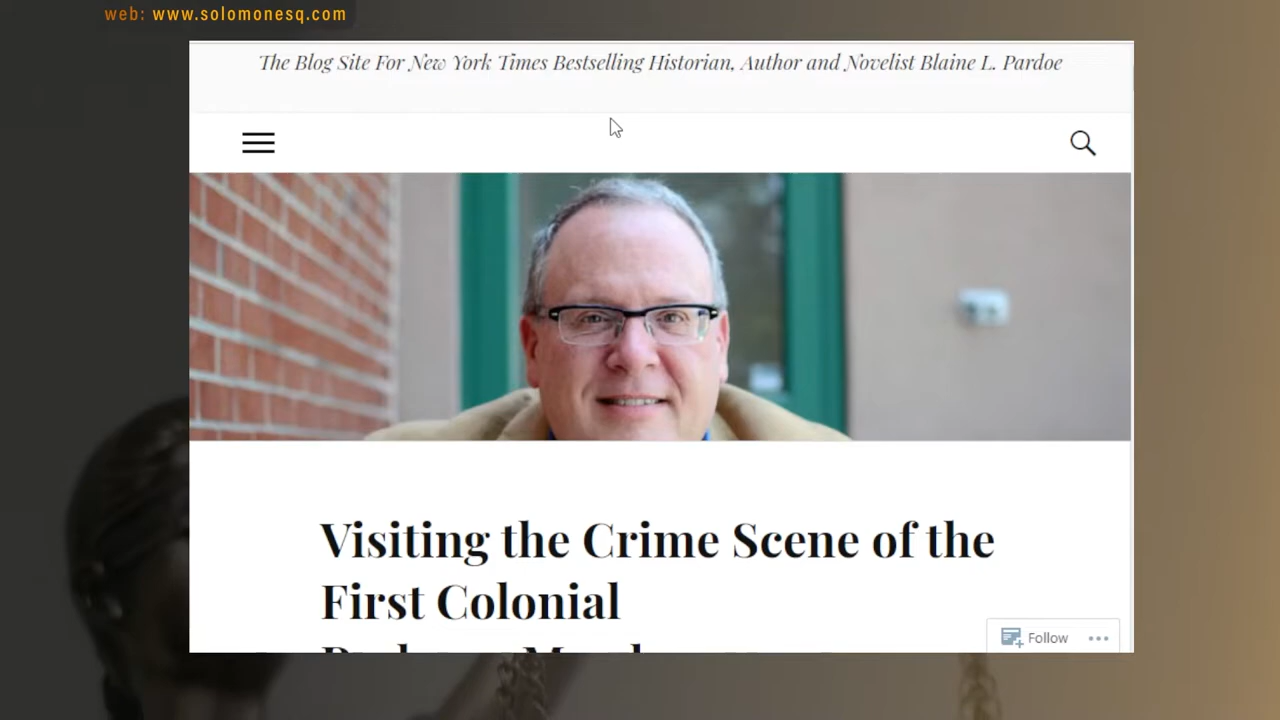 web: www.solomonesq.com
The Blog Site For New York Times Bestselling Historian, Author and Novelist Blaine L. Pardoe
Visiting the Crime Scene of the
First Colonial
Follow